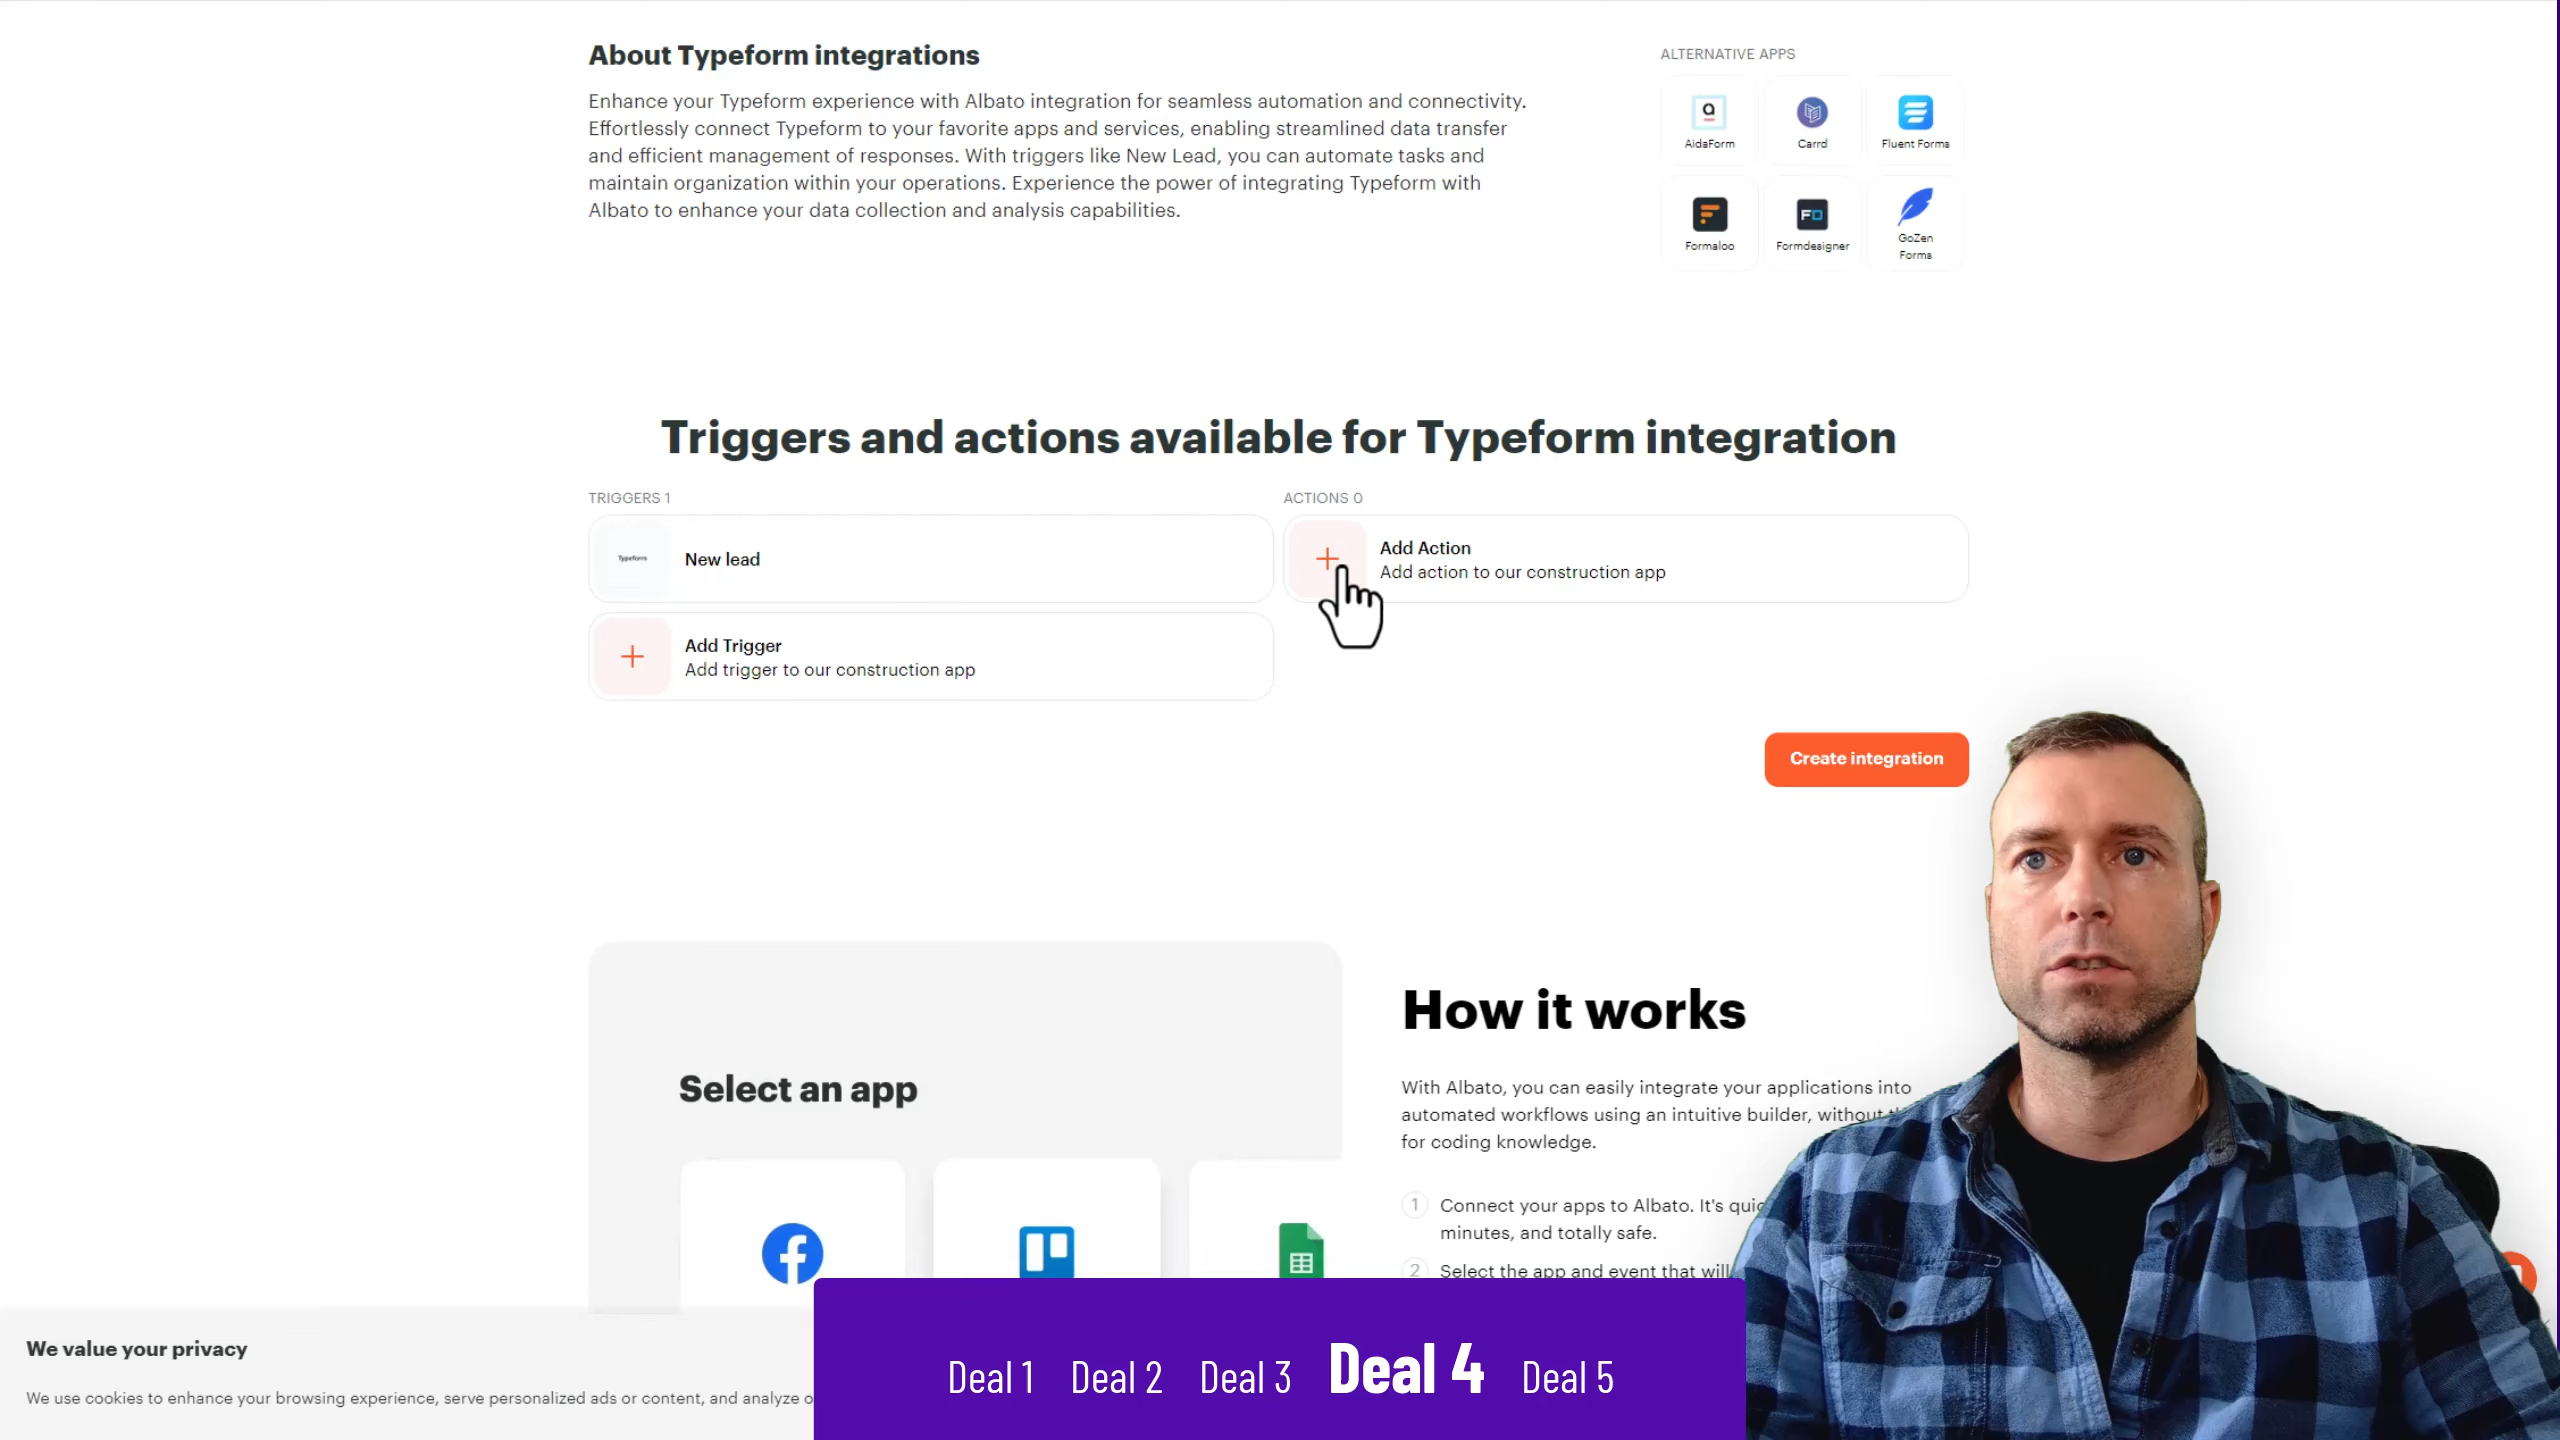 About Typeform integrations
Enhance your Typeform experience with Albato integration for seamless automation and connectivity.
Effortlessly connect Typeform to your favorite apps and services, enabling streamlined data transfer
and efficient management of responses. With triggers like New Lead, you can automate tasks and
maintain organization within your operations. Experience the power of integrating Typeform with
Albato to enhance your data collection and analysis capabilities.
ALTERNATIVE APPS
AidaForm
Carrd
Fluent Forms
Formaloo
FD
Formdesigner
GoZen
Forms
Triggers and actions available for Typeform integration
TRIGGERS 1
Typeform
New lead
Add Trigger
Add trigger to our construction app
ACTIONS 0
Add Action
Add action to our construction app
Create integration
Select an app
How it works
With Albato, you can easily integrate your applications into
automated workflows using an intuitive builder, without
for coding knowledge.
1 Connect your apps to Albato. It's
minutes, and totally safe.
2 Select the app and event that will
We value your privacy
We use cookies to enhance your browsing experience, serve personalized ads or content, and analyze
Deal 1 Deal 2 Deal 3 Deal 4 Deal 5